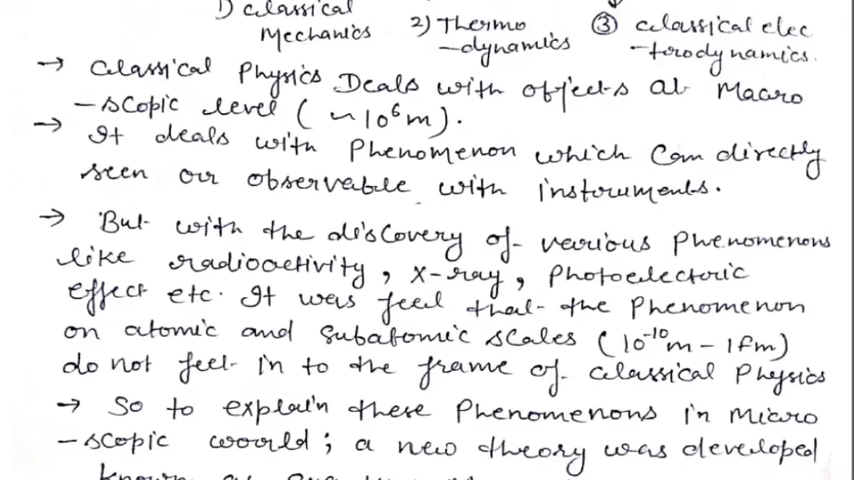 1) Classical 2) Thermo ③ classical elec
Mechanics -dynamics -trodynamics.
→ Classical Physics Deals with objects at Macro
-scopic level ( ~ 10⁶m).
→ It deals with Phenomenon which Can directly
seen our observable with instruments.
→ But with the discovery of various Phenomenons
like radioactivity, X-ray, Photoelectric
effect etc. It was feel that the Phenomenon
on atomic and Subatomic scales (10⁻¹⁰m - 1fm)
do not feel in to the frame of classical Physics
→ So to explain these Phenomenons in Micro
-scopic world; a new theory was developed
known as